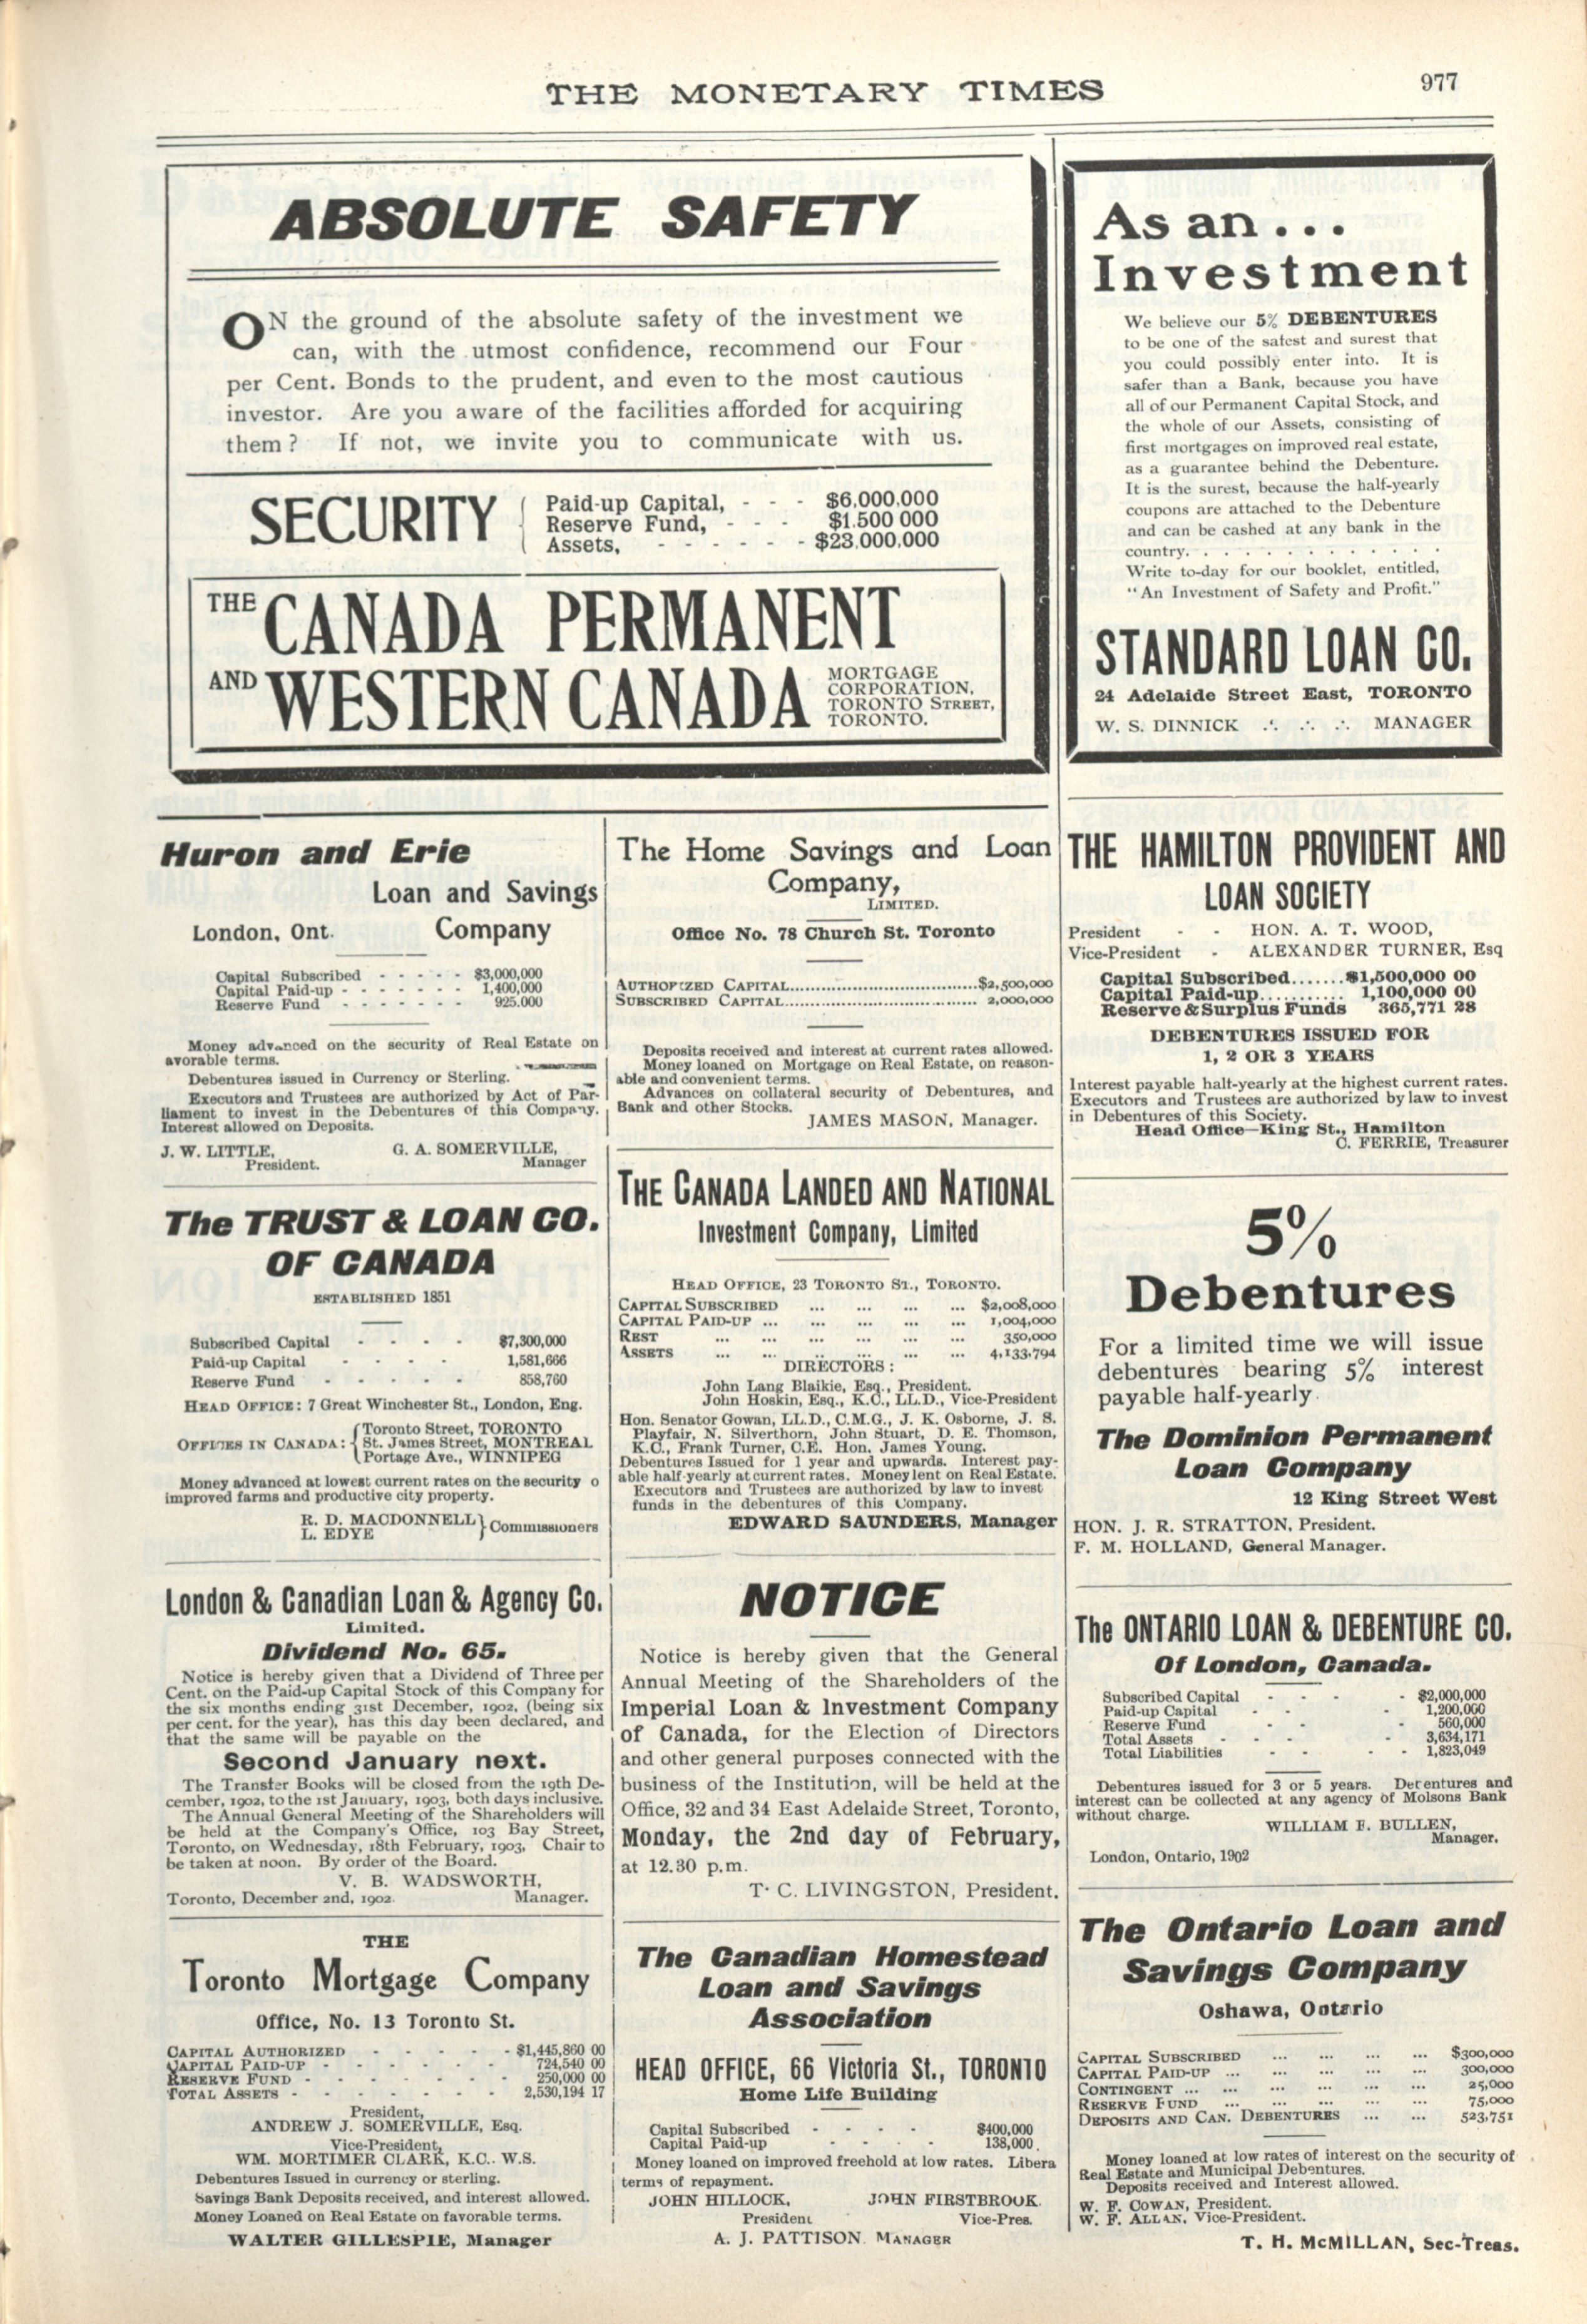 THE MONETARY TIMES
977
ABSOLUTE SAFETY
ON the ground of the absolute safety of the investment we
can, with the utmost confidence, recommend our Four
per Cent. Bonds to the prudent, and even to the most cautious
investor. Are you aware of the facilities afforded for acquiring
them? If not, we invite you to communicate with us.
SECURITY
Paid-up Capital, - - - $6,000,000
Reserve Fund, - - - $1.500 000
Assets, - - - - - - $23,000,000
THE CANADA PERMANENT
AND WESTERN CANADA
MORTGAGE
CORPORATION,
TORONTO STREET,
TORONTO.
As an ...
Investment
We believe our 5% DEBENTURES
to be one of the safest and surest that
you could possibly enter into. It is
safer than a Bank, because you have
all of our Permanent Capital Stock, and
the whole of our Assets, consisting of
first mortgages on improved real estate,
as a guarantee behind the Debenture.
It is the surest, because the half-yearly
coupons are attached to the Debenture
and can be cashed at any bank in the
country. . . . . . . . . . . . .
Write to-day for our booklet, entitled,
"An Investment of Safety and Profit."
STANDARD LOAN CO.
24 Adelaide Street East, TORONTO
W. S. DINNICK ∴ ∴ ∴ MANAGER
Huron and Erie
Loan and Savings
London, Ont. Company
Capital Subscribed - - - - - $3,000,000
Capital Paid-up - - - - - - - 1,400,000
Reserve Fund - - - - - - - 925.000
Money advanced on the security of Real Estate on
avorable terms.
Debentures issued in Currency or Sterling.
Executors and Trustees are authorized by Act of Par-
liament to invest in the Debentures of this Company.
Interest allowed on Deposits.
J. W. LITTLE, G. A. SOMERVILLE,
President. Manager
The TRUST & LOAN CO.
OF CANADA
ESTABLISHED 1851
Subscribed Capital - - - - $7,300,000
Paid-up Capital - - - - 1,581,666
Reserve Fund - - - - - 858,760
HEAD OFFICE: 7 Great Winchester St., London, Eng.
OFFICES IN CANADA:
Toronto Street, TORONTO
St. James Street, MONTREAL
Portage Ave., WINNIPEG
Money advanced at lowest current rates on the security o
improved farms and productive city property.
R. D. MACDONNELL
L. EDYE
Commissioners
London & Canadian Loan & Agency Co.
Limited.
Dividend No. 65.
Notice is hereby given that a Dividend of Three per
Cent. on the Paid-up Capital Stock of this Company for
the six months ending 31st December, 1902, (being six
per cent. for the year), has this day been declared, and
that the same will be payable on the
Second January next.
The Transfer Books will be closed from the 19th De-
cember, 1902, to the 1st January, 1903, both days inclusive.
The Annual General Meeting of the Shareholders will
be held at the Company's Office, 103 Bay Street,
Toronto, on Wednesday, 18th February, 1903, Chair to
be taken at noon. By order of the Board.
V. B. WADSWORTH,
Toronto, December 2nd, 1902. Manager.
THE
Toronto Mortgage Company
Office, No. 13 Toronto St.
CAPITAL AUTHORIZED - - - - - $1,445,860 00
CAPITAL PAID-UP - - - - - - 724,540 00
RESERVE FUND - - - - - - - 250,000 00
TOTAL ASSETS - - - - - - - 2,530,194 17
President,
ANDREW J. SOMERVILLE, Esq.
Vice-President,
WM. MORTIMER CLARK, K.C.. W.S.
Debentures Issued in currency or sterling.
Savings Bank Deposits received, and interest allowed.
Money Loaned on Real Estate on favorable terms.
WALTER GILLESPIE, Manager
The Home Savings and Loan
Company,
LIMITED.
Office No. 78 Church St. Toronto
AUTHORIZED CAPITAL....................$2,500,000
SUBSCRIBED CAPITAL.................... 2,000,000
Deposits received and interest at current rates allowed.
Money loaned on Mortgage on Real Estate, on reason-
able and convenient terms.
Advances on collateral security of Debentures, and
Bank and other Stocks.
JAMES MASON, Manager.
THE CANADA LANDED AND NATIONAL
Investment Company, Limited
HEAD OFFICE, 23 TORONTO ST., TORONTO.
CAPITAL SUBSCRIBED ... ... ... ... $2,008,000
CAPITAL PAID-UP ... ... ... ... ... 1,004,000
REST ... ... ... ... ... ... 350,000
ASSETS ... ... ... ... ... ... 4,133,794
DIRECTORS:
John Lang Blaikie, Esq., President.
John Hoskin, Esq., K.C., LL.D., Vice-President
Hon. Senator Gowan, LL.D., C.M.G., J. K. Osborne, J. S.
Playfair, N. Silverthorn, John Stuart, D. E. Thomson,
K.C., Frank Turner, C.E. Hon. James Young.
Debentures Issued for 1 year and upwards. Interest pay-
able half-yearly at current rates. Money lent on Real Estate.
Executors and Trustees are authorized by law to invest
funds in the debentures of this Company.
EDWARD SAUNDERS, Manager
NOTICE
Notice is hereby given that the General
Annual Meeting of the Shareholders of the
Imperial Loan & Investment Company
of Canada, for the Election of Directors
and other general purposes connected with the
business of the Institution, will be held at the
Office, 32 and 34 East Adelaide Street, Toronto,
Monday, the 2nd day of February,
at 12.30 p.m.
T. C. LIVINGSTON, President.
The Canadian Homestead
Loan and Savings
Association
HEAD OFFICE, 66 Victoria St., TORONTO
Home Life Building
Capital Subscribed - - - - $400,000
Capital Paid-up - - - - 138,000
Money loaned on improved freehold at low rates. Libera
terms of repayment.
JOHN HILLOCK, JOHN FIRSTBROOK.
President Vice-Pres.
A. J. PATTISON. MANAGER
THE HAMILTON PROVIDENT AND
LOAN SOCIETY
President - - HON. A. T. WOOD,
Vice-President - ALEXANDER TURNER, Esq
Capital Subscribed.......$1,500,000 00
Capital Paid-up........... 1,100,000 00
Reserve & Surplus Funds 365,771 28
DEBENTURES ISSUED FOR
1, 2 OR 3 YEARS
Interest payable half-yearly at the highest current rates.
Executors and Trustees are authorized by law to invest
in Debentures of this Society.
Head Office—King St., Hamilton
C. FERRIE, Treasurer
5%
Debentures
For a limited time we will issue
debentures bearing 5% interest
payable half-yearly.
The Dominion Permanent
Loan Company
12 King Street West
HON. J. R. STRATTON, President.
F. M. HOLLAND, General Manager.
The ONTARIO LOAN & DEBENTURE CO.
Of London, Canada.
Subscribed Capital - - - - $2,000,000
Paid-up Capital - - - 1,200,000
Reserve Fund - - - 560,000
Total Assets - - - - 3,634,171
Total Liabilities - - - - 1,823,049
Debentures issued for 3 or 5 years. Debentures and
interest can be collected at any agency of Molsons Bank
without charge.
WILLIAM F. BULLEN,
Manager.
London, Ontario, 1902
The Ontario Loan and
Savings Company
Oshawa, Ontario
CAPITAL SUBSCRIBED ... ... ... ... $300,000
CAPITAL PAID-UP ... ... ... ... ... 300,000
CONTINGENT ... ... ... ... ... ... 25,000
RESERVE FUND ... ... ... ... ... 75,000
DEPOSITS AND CAN. DEBENTURES ... ... 523,751
Money loaned at low rates of interest on the security of
Real Estate and Municipal Debentures.
Deposits received and Interest allowed.
W. F. COWAN, President.
W. F. ALLAN, Vice-President.
T. H. McMILLAN, Sec-Treas.